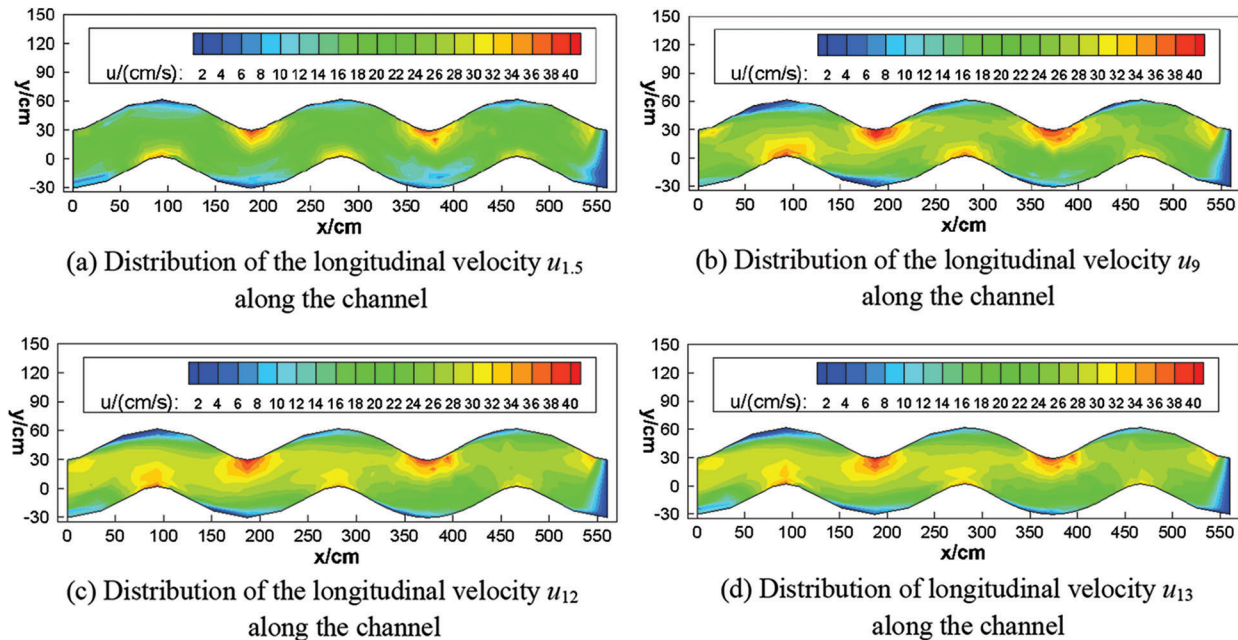 150
120
90
60
30
0
-30
y/cm
u/(cm/s): 2 4 6 8 10 12 14 16 18 20 22 24 26 28 30 32 34 36 38 40
0 50 100 150 200 250 300 350 400 450 500 550
x/cm
(a) Distribution of the longitudinal velocity u1.5
along the channel
150
120
90
60
30
0
-30
y/cm
u/(cm/s): 2 4 6 8 10 12 14 16 18 20 22 24 26 28 30 32 34 36 38 40
0 50 100 150 200 250 300 350 400 450 500 550
x/cm
(b) Distribution of the longitudinal velocity u9
along the channel
150
120
90
60
30
0
-30
y/cm
u/(cm/s): 2 4 6 8 10 12 14 16 18 20 22 24 26 28 30 32 34 36 38 40
0 50 100 150 200 250 300 350 400 450 500 550
x/cm
(c) Distribution of the longitudinal velocity u12
along the channel
150
120
90
60
30
0
-30
y/cm
u/(cm/s): 2 4 6 8 10 12 14 16 18 20 22 24 26 28 30 32 34 36 38 40
0 50 100 150 200 250 300 350 400 450 500 550
x/cm
(d) Distribution of longitudinal velocity u13
along the channel